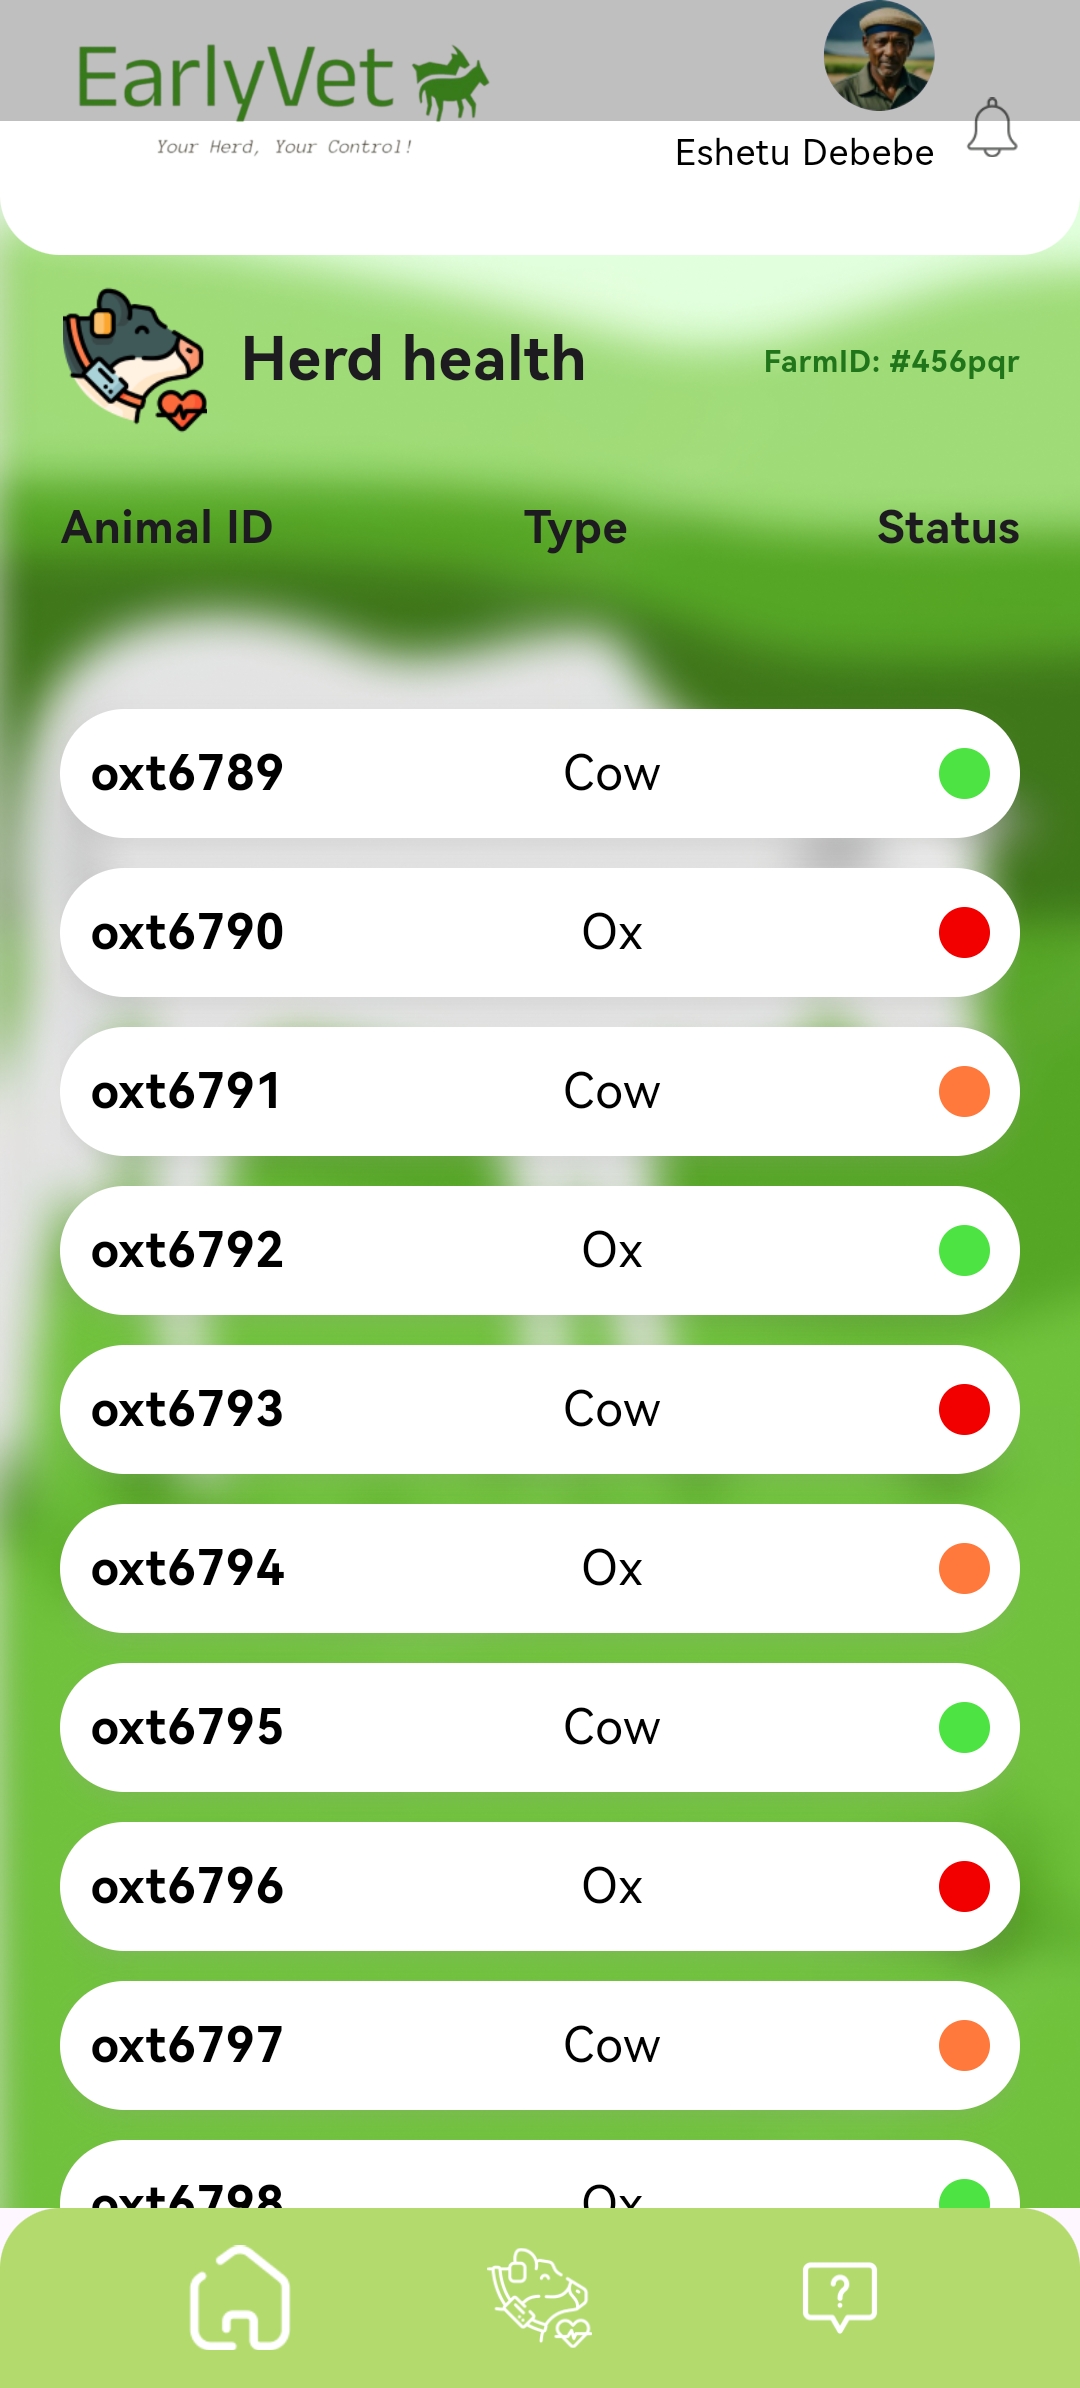 EarlyVet
Your Herd, Your Control!
Eshetu Debebe
Herd health
FarmID: #456pqr
Animal ID Type Status
oxt6789 Cow
oxt6790 Ox
oxt6791 Cow
oxt6792 Ox
oxt6793 Cow
oxt6794 Ox
oxt6795 Cow
oxt6796 Ox
oxt6797 Cow
oxt6798 Ox
?